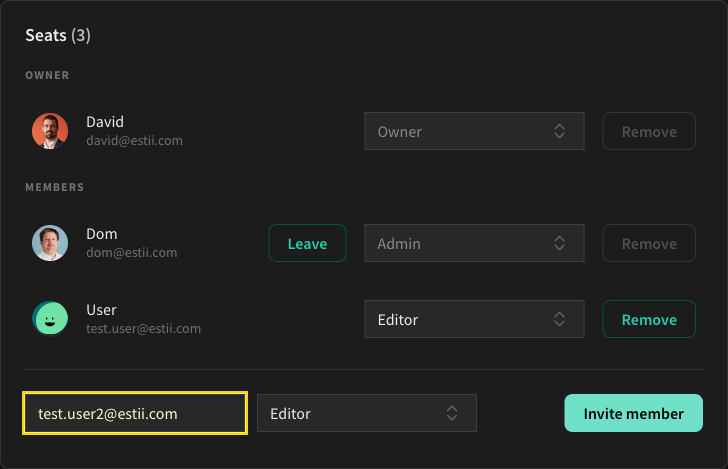 Seats (3)
OWNER
David
david@estii.com
Owner
Remove
MEMBERS
Dom
dom@estii.com
Leave
Admin
Remove
User
test.user@estii.com
Editor
Remove
test.user2@estii.com
Editor
Invite member